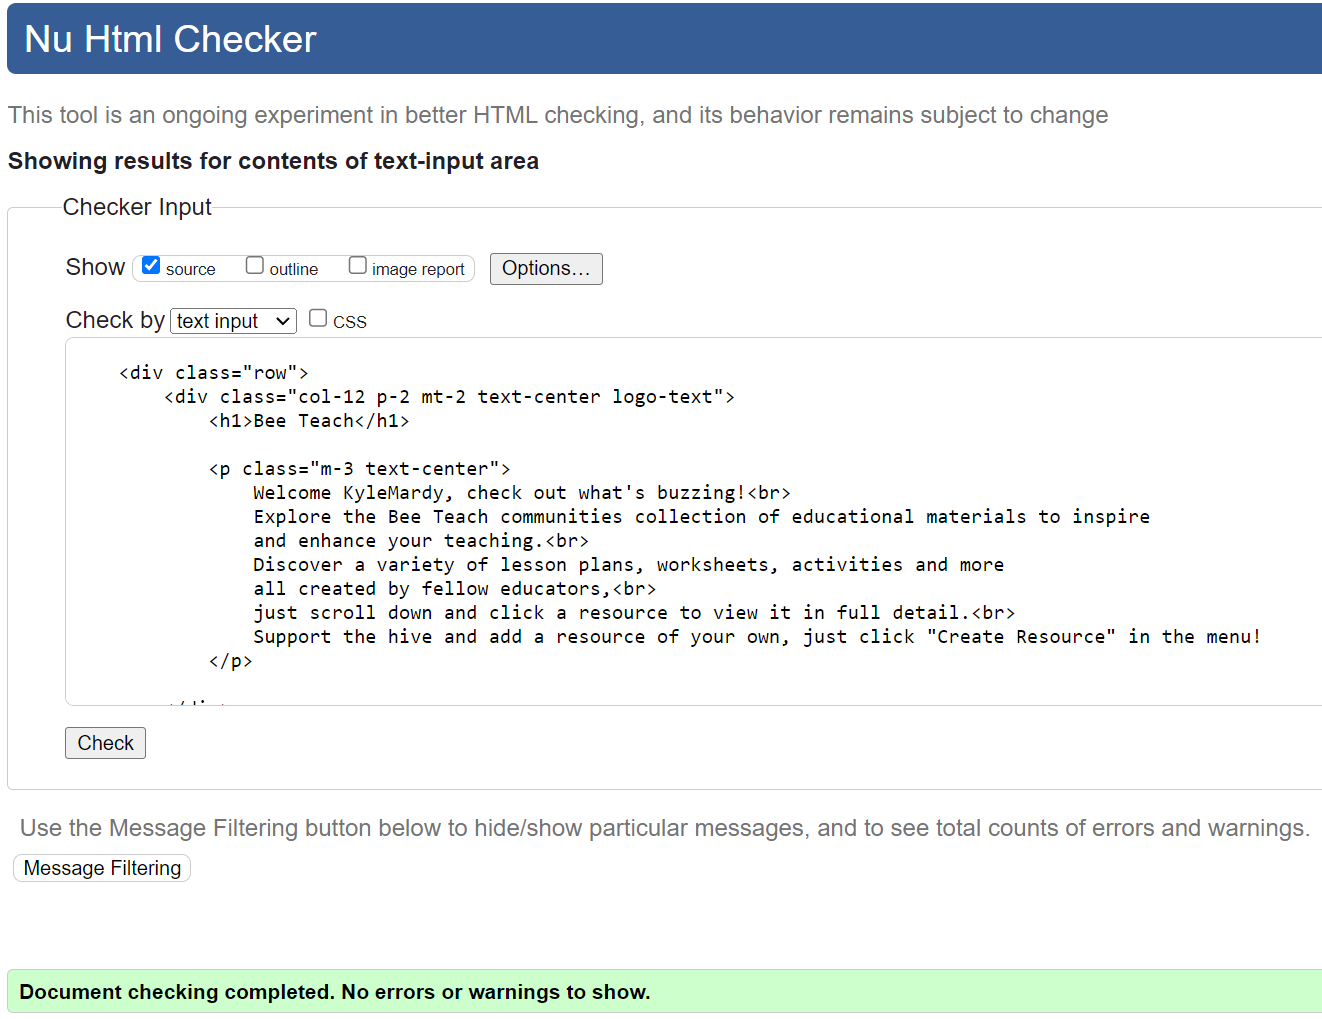 Nu Html Checker
This tool is an ongoing experiment in better HTML checking, and its behavior remains subject to change
Showing results for contents of text-input area
Checker Input
Show source outline image report Options...
Check by text input CSS
<div class="row">
<div class="col-12 p-2 mt-2 text-center logo-text">
<h1>Bee Teach</h1>
<p class="m-3 text-center">
Welcome KyleMardy, check out what's buzzing!<br>
Explore the Bee Teach communities collection of educational materials to inspire
and enhance your teaching.<br>
Discover a variety of lesson plans, worksheets, activities and more
all created by fellow educators,<br>
just scroll down and click a resource to view it in full detail.<br>
Support the hive and add a resource of your own, just click "Create Resource" in the menu!
</p>
Check
Use the Message Filtering button below to hide/show particular messages, and to see total counts of errors and warnings.
Message Filtering
Document checking completed. No errors or warnings to show.